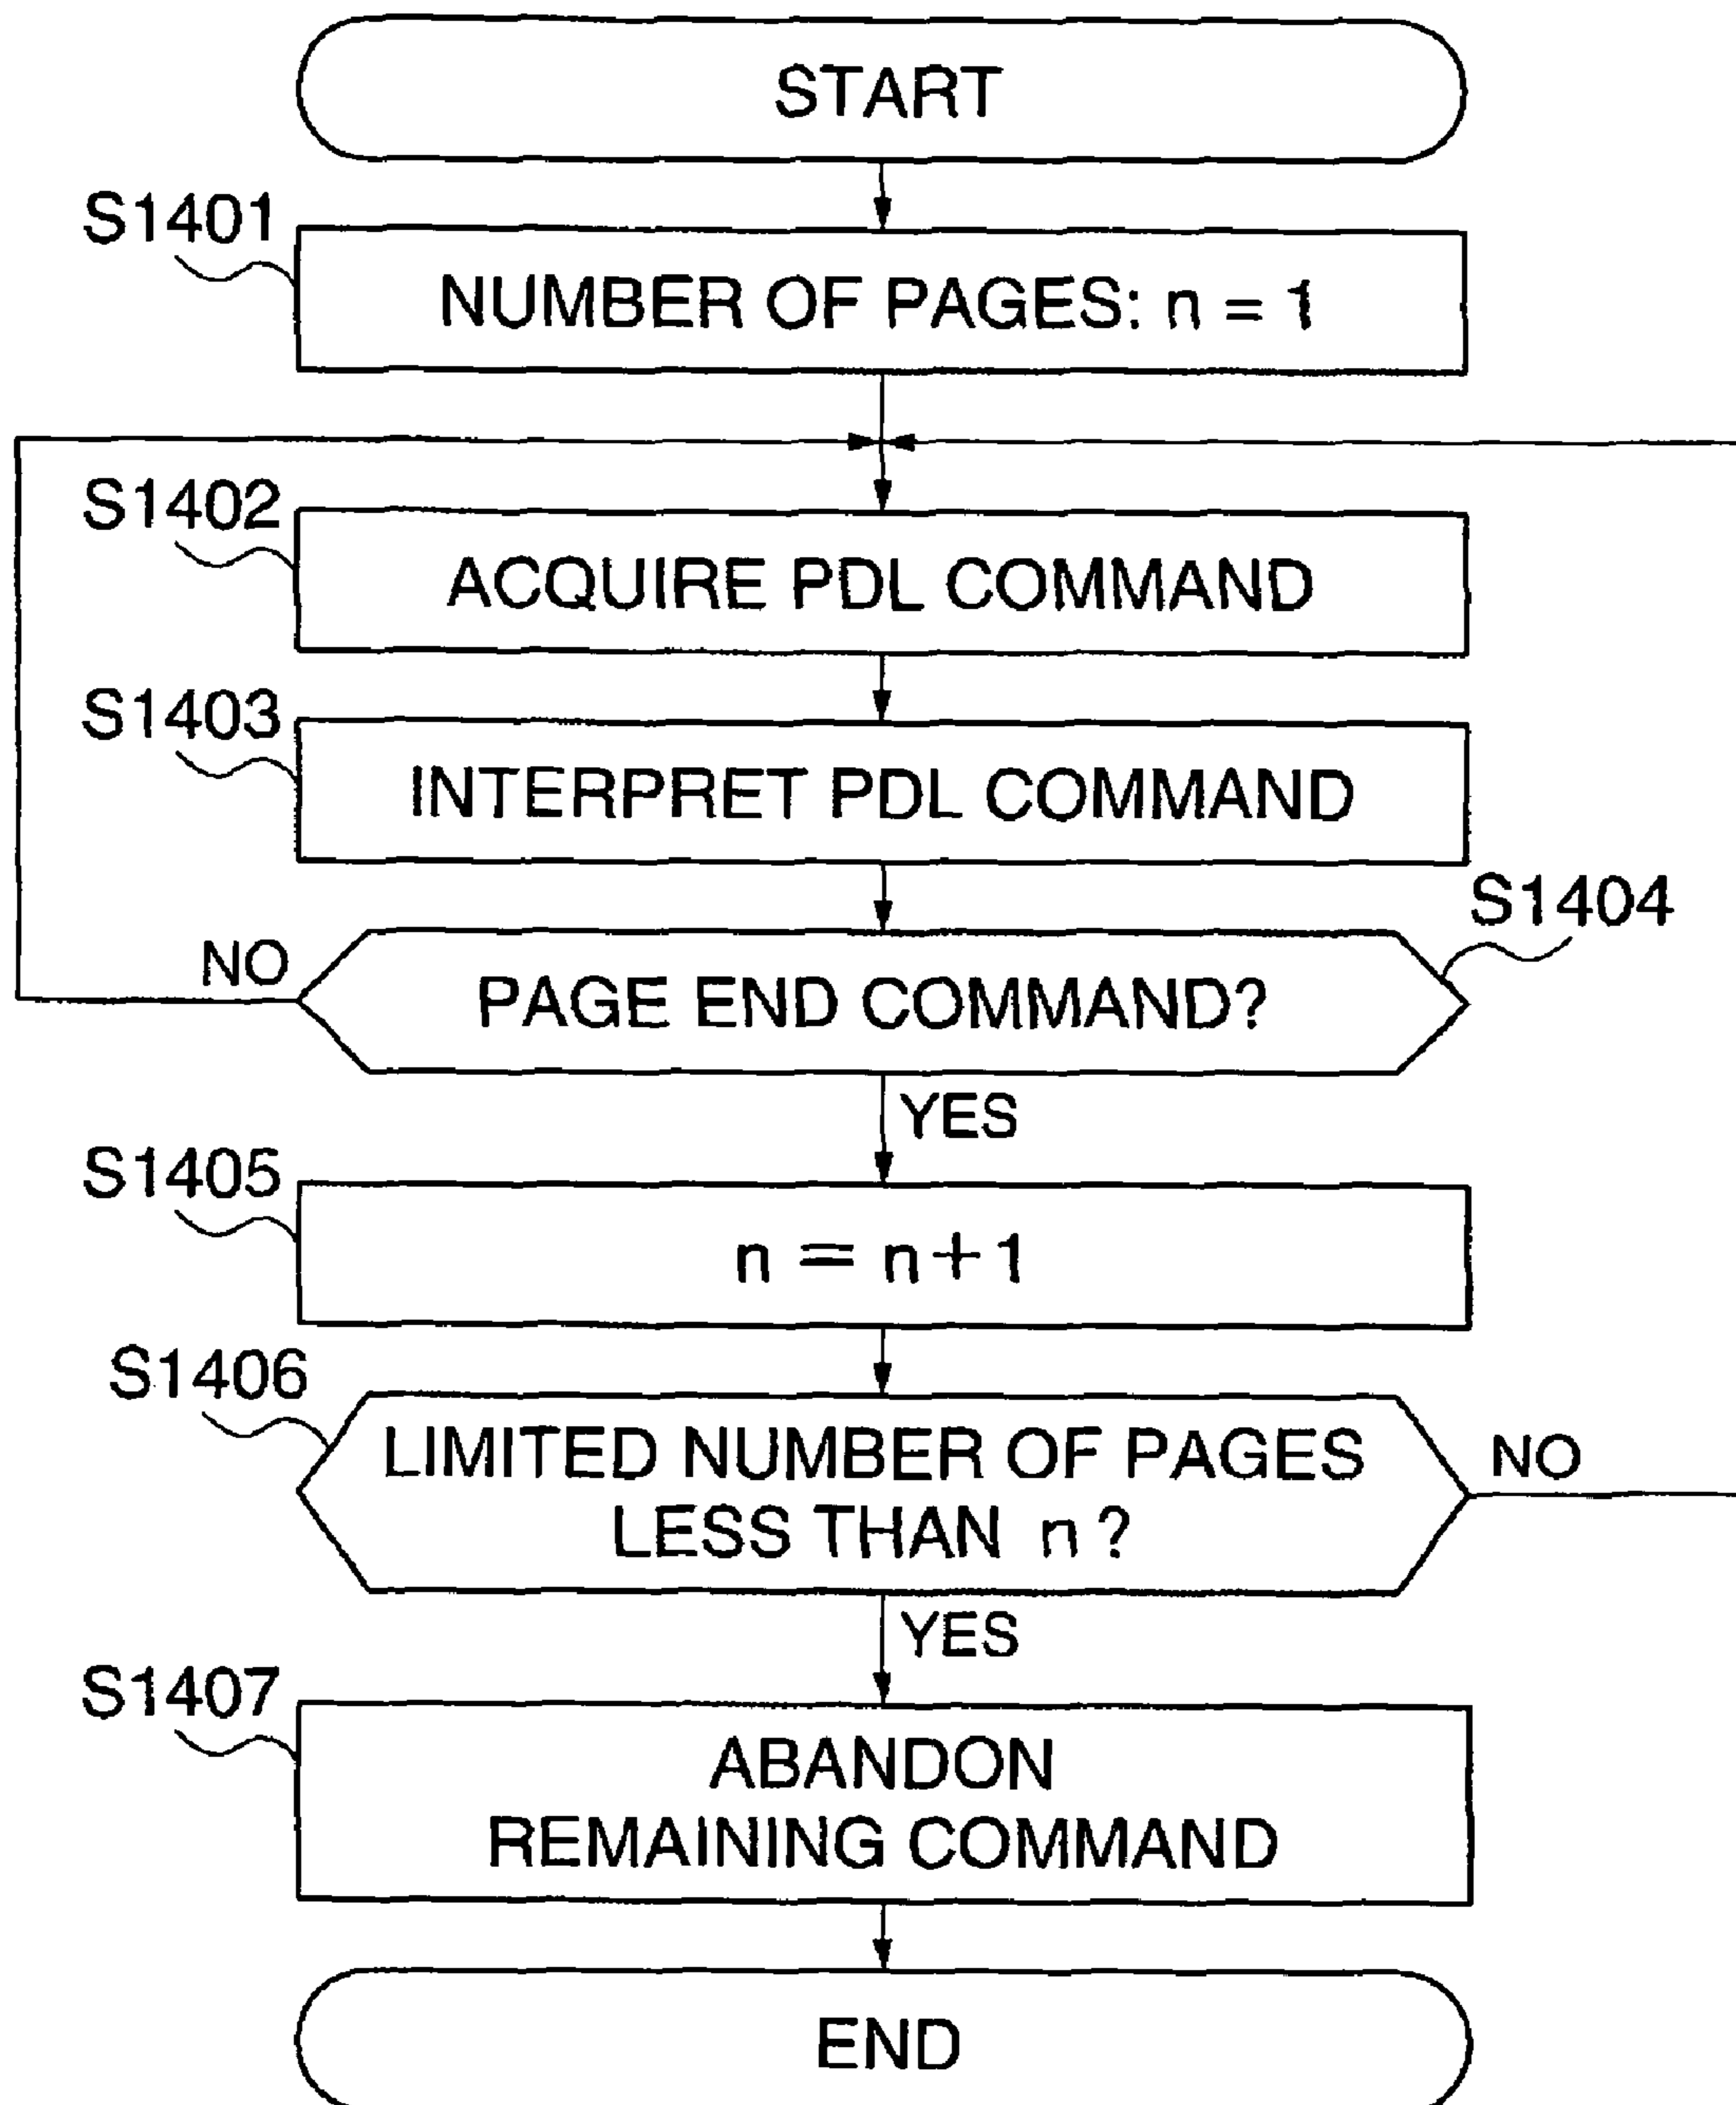 START
S1401
NUMBER OF PAGES: n = 1
S1402
ACQUIRE PDL COMMAND
S1403
INTERPRET PDL COMMAND
S1404
NO
PAGE END COMMAND?
YES
S1405
n = n+1
S1406
LIMITED NUMBER OF PAGES
LESS THAN n ?
NO
YES
S1407
ABANDON
REMAINING COMMAND
END